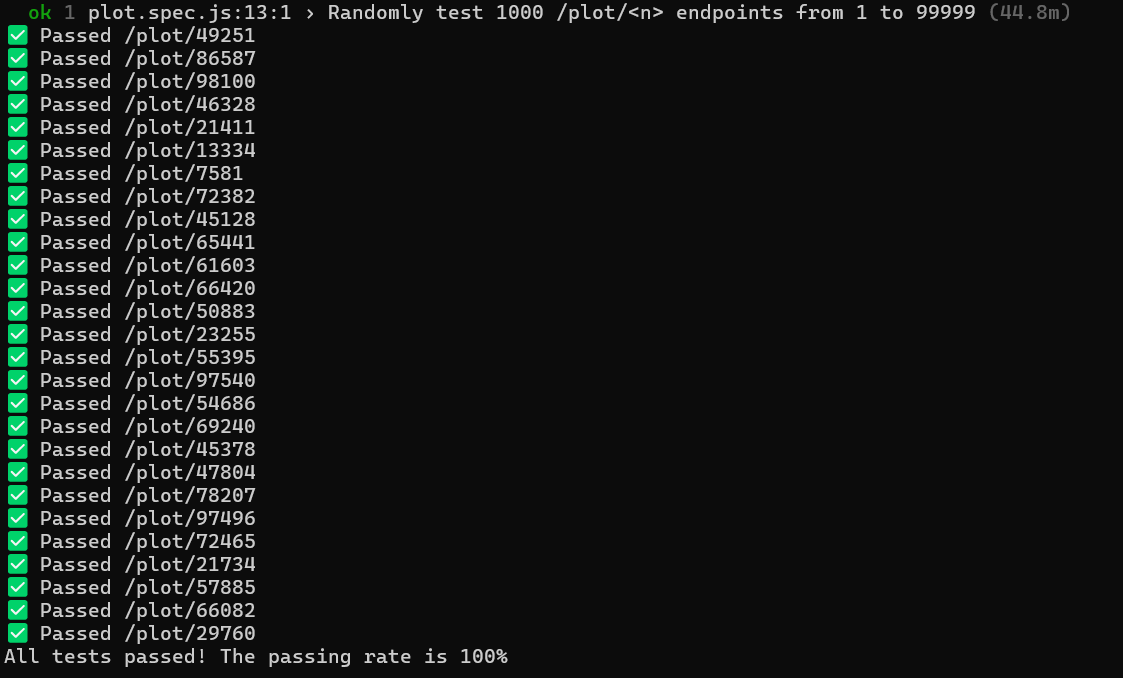 ok 1 plot.spec.js:13:1 › Randomly test 1000 /plot/<n> endpoints from 1 to 99999 (44.8m)
✅ Passed /plot/49251
✅ Passed /plot/86587
✅ Passed /plot/98100
✅ Passed /plot/46328
✅ Passed /plot/21411
✅ Passed /plot/13334
✅ Passed /plot/7581
✅ Passed /plot/72382
✅ Passed /plot/45128
✅ Passed /plot/65441
✅ Passed /plot/61603
✅ Passed /plot/66420
✅ Passed /plot/50883
✅ Passed /plot/23255
✅ Passed /plot/55395
✅ Passed /plot/97540
✅ Passed /plot/54686
✅ Passed /plot/69240
✅ Passed /plot/45378
✅ Passed /plot/47804
✅ Passed /plot/78207
✅ Passed /plot/97496
✅ Passed /plot/72465
✅ Passed /plot/21734
✅ Passed /plot/57885
✅ Passed /plot/66082
✅ Passed /plot/29760
All tests passed! The passing rate is 100%